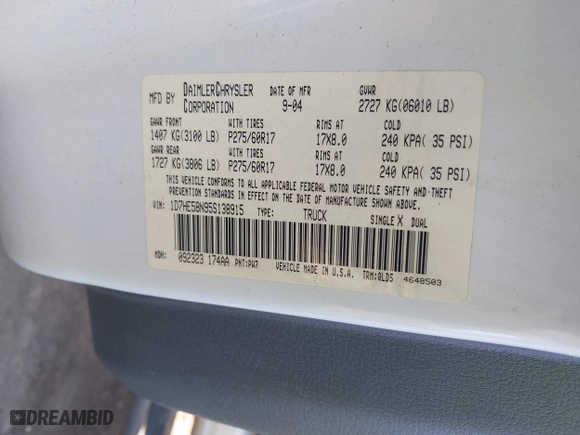 MFD BY DAIMLERCHRYSLER CORPORATION DATE OF MFR 9-04 GVWR 2727 KG(06010 LB)
GAWR FRONT WITH TIRES RIMS AT COLD
1407 KG(3100 LB) P275/60R17 17X8.0 240 KPA( 35 PSI)
GAWR REAR WITH TIRES RIMS AT COLD
1727 KG(3806 LB) P275/60R17 17X8.0 240 KPA( 35 PSI)
THIS VEHICLE CONFORMS TO ALL APPLICABLE FEDERAL MOTOR VEHICLE SAFETY AND THEFT
PREVENTION STANDARDS IN EFFECT ON THE DATE OF MANUFACTURE SHOWN ABOVE.
VIN: 1D7HE58N95S138915 TYPE: TRUCK SINGLE X DUAL
MDH: 092323 174AA PNT:PW7 VEHICLE MADE IN U.S.A. TRM:QLD5 4648503
DREAMBID